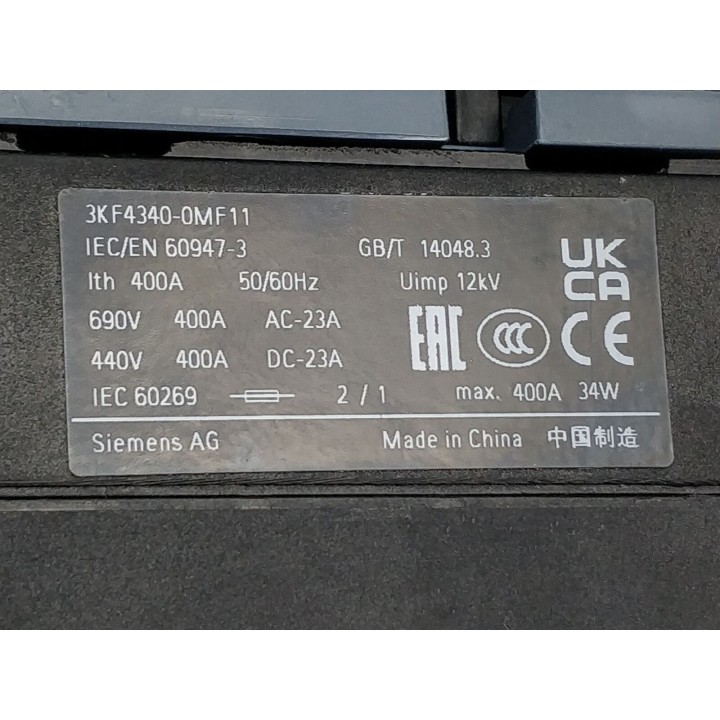 3KF4340-0MF11
IEC/EN 60947-3 GB/T 14048.3
Ith 400A 50/60Hz Uimp 12kV
UK CA
690V 400A AC-23A
440V 400A DC-23A
EAC CCC CE
IEC 60269 2 / 1 max. 400A 34W
Siemens AG Made in China 中国制造